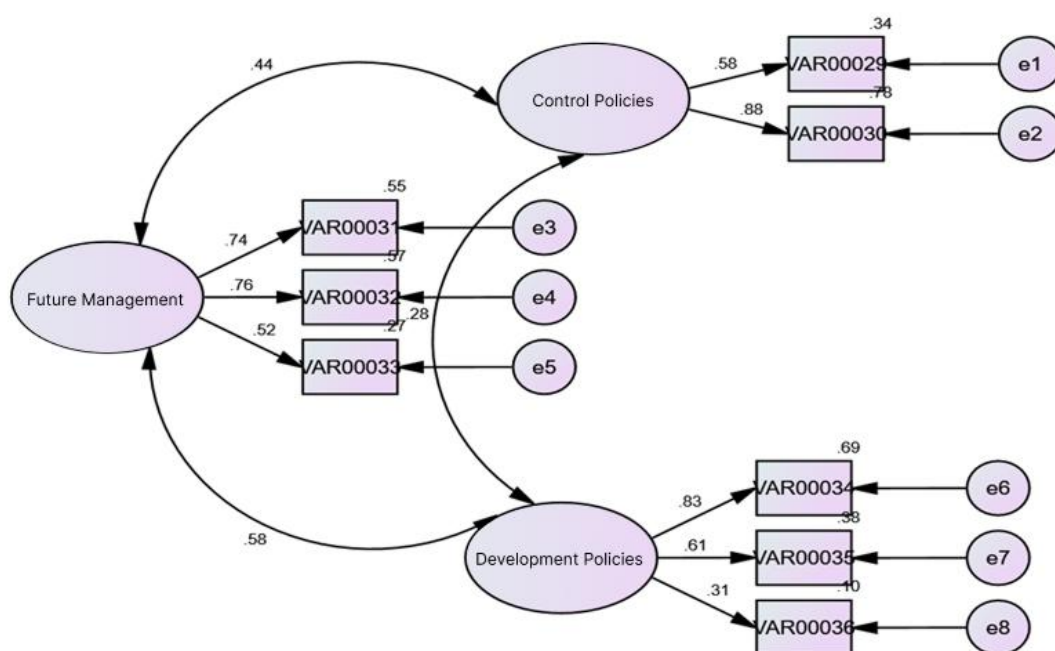 .34
.44
.58
VAR00029
e1
Control Policies
.78
.88
VAR00030
e2
.55
.74
VAR00031
e3
.57
Future Management
.76
VAR00032
e4
.28
.27
.52
VAR00033
e5
.69
.83
VAR00034
e6
.38
.58
Development Policies
.61
VAR00035
e7
.10
.31
VAR00036
e8